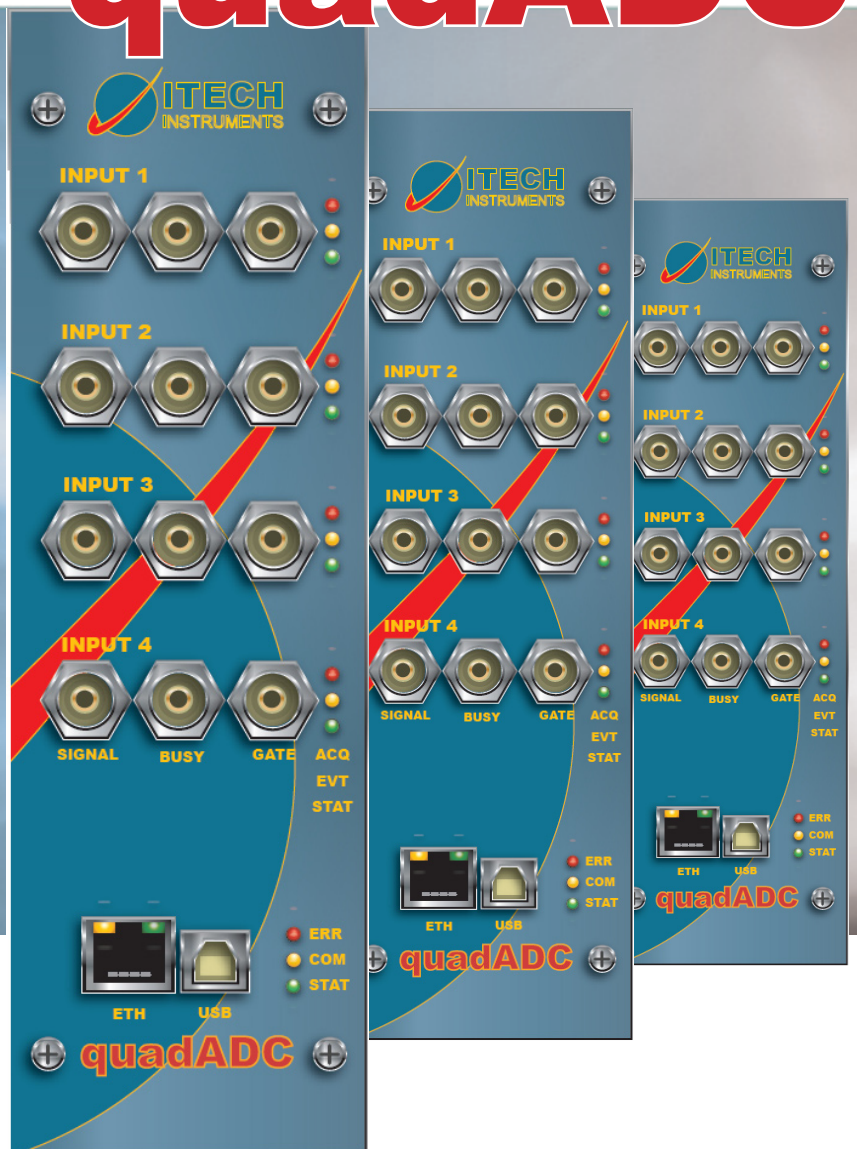 quadADC
ITECH
INSTRUMENTS
INPUT 1
INPUT 2
INPUT 3
INPUT 4
SIGNAL BUSY GATE ACQ
EVT
STAT
ERR
COM
STAT
ETH USB
quadADC
ITECH
INSTRUMENTS
INPUT 1
INPUT 2
INPUT 3
INPUT 4
SIGNAL BUSY GATE ACQ
EVT
STAT
ERR
COM
STAT
ETH USB
quadADC
ITECH
INSTRUMENTS
INPUT 1
INPUT 2
INPUT 3
INPUT 4
SIGNAL BUSY GATE ACQ
EVT
STAT
ERR
COM
STAT
ETH USB
quadADC